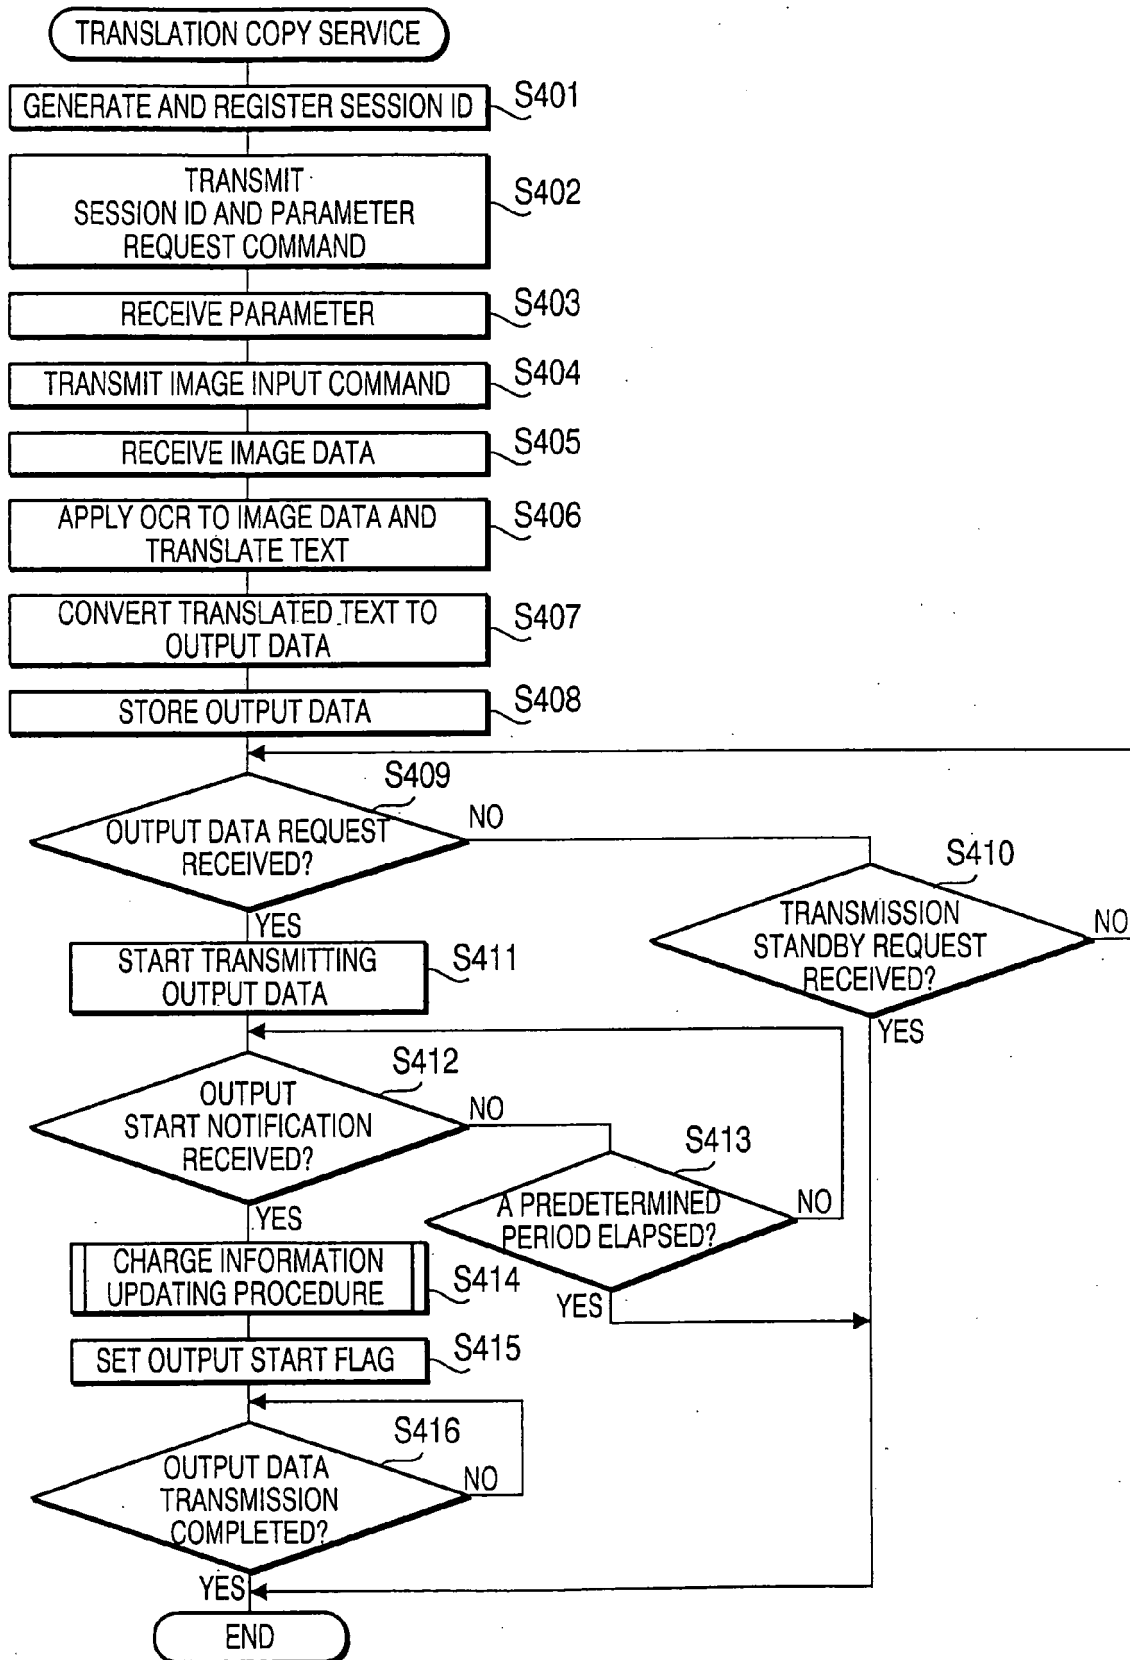 TRANSLATION COPY SERVICE
GENERATE AND REGISTER SESSION ID
S401
TRANSMIT
SESSION ID AND PARAMETER
REQUEST COMMAND
S402
RECEIVE PARAMETER
S403
TRANSMIT IMAGE INPUT COMMAND
S404
RECEIVE IMAGE DATA
S405
APPLY OCR TO IMAGE DATA AND
TRANSLATE TEXT
S406
CONVERT TRANSLATED TEXT TO
OUTPUT DATA
S407
STORE OUTPUT DATA
S408
S409
OUTPUT DATA REQUEST
RECEIVED?
NO
YES
S410
TRANSMISSION
STANDBY REQUEST
RECEIVED?
NO
YES
START TRANSMITTING
OUTPUT DATA
S411
S412
OUTPUT
START NOTIFICATION
RECEIVED?
NO
YES
S413
A PREDETERMINED
PERIOD ELAPSED?
NO
YES
CHARGE INFORMATION
UPDATING PROCEDURE
S414
SET OUTPUT START FLAG
S415
S416
OUTPUT DATA
TRANSMISSION
COMPLETED?
NO
YES
END